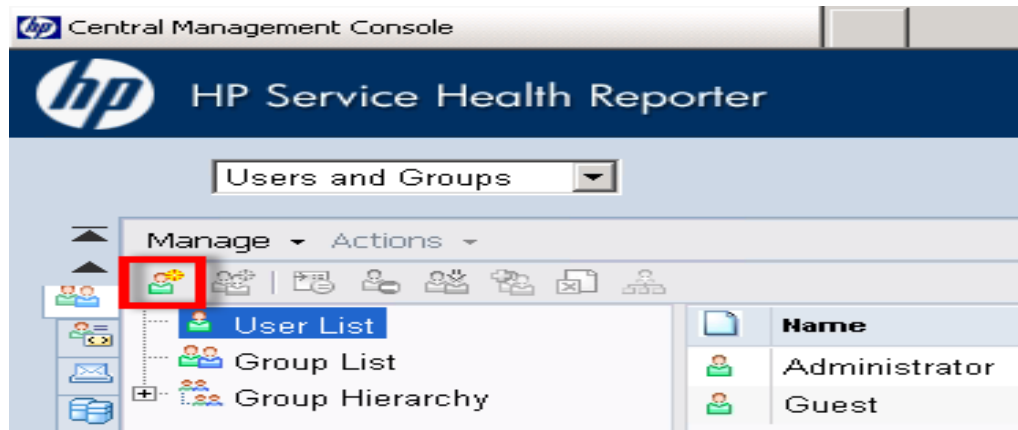 Central Management Console
hp HP Service Health Reporter
Users and Groups
Manage Actions
User List
Group List
Group Hierarchy
Name
Administrator
Guest